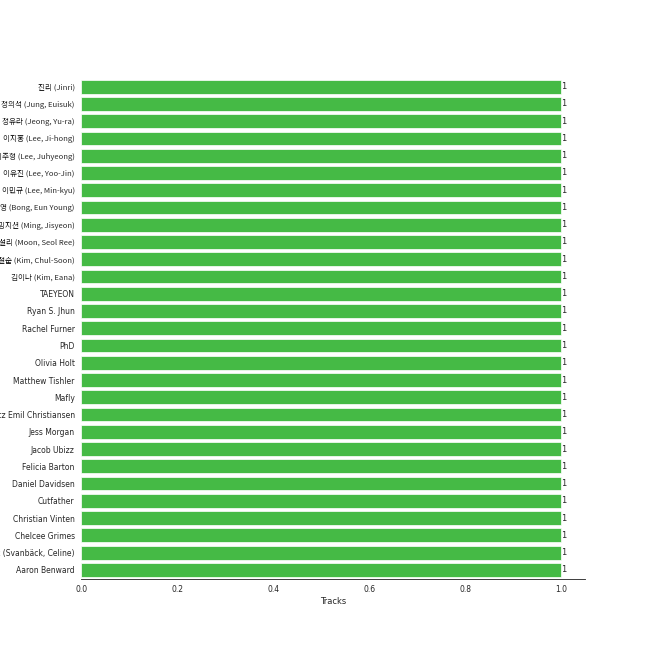 진리 (Jinri) 1
정의석 (Jung, Euisuk) 1
정유라 (Jeong, Yu-ra) 1
이지홍 (Lee, Ji-hong) 1
이주형 (Lee, Juhyeong) 1
이유진 (Lee, Yoo-Jin) 1
이민규 (Lee, Min-kyu) 1
영 (Bong, Eun Young) 1
밍지션 (Ming, Jisyeon) 1
설리 (Moon, Seol Ree) 1
철순 (Kim, Chul-Soon) 1
김이나 (Kim, Eana) 1
TAEYEON 1
Ryan S. Jhun 1
Rachel Furner 1
PhD 1
Olivia Holt 1
Matthew Tishler 1
Mafly 1
tz Emil Christiansen 1
Jess Morgan 1
Jacob Ubizz 1
Felicia Barton 1
Daniel Davidsen 1
Cutfather 1
Christian Vinten 1
Chelcee Grimes 1
(Svanbäck, Celine) 1
Aaron Benward 1
0.0 0.2 0.4 0.6 0.8 1.0
Tracks